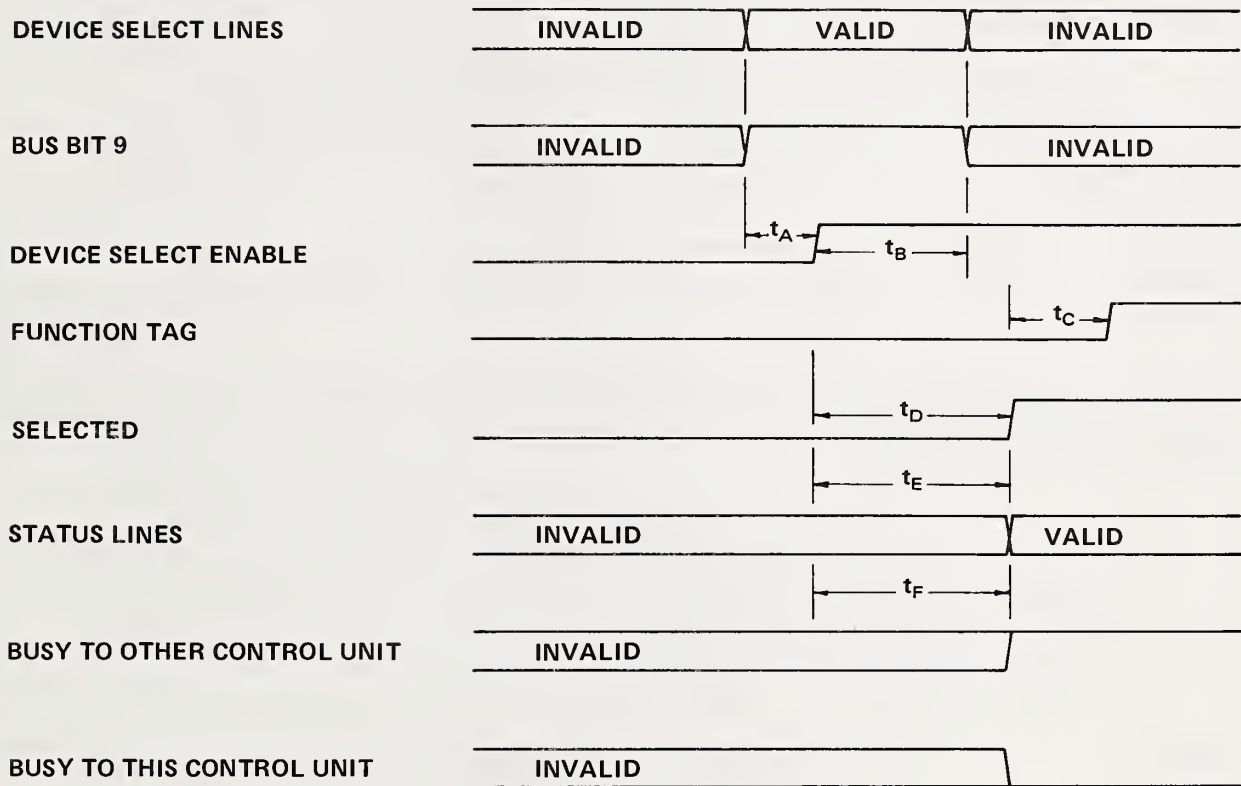 DEVICE SELECT LINES INVALID VALID INVALID
BUS BIT 9 INVALID INVALID
DEVICE SELECT ENABLE tA tB
FUNCTION TAG tC
SELECTED tD
tE
STATUS LINES INVALID VALID
tF
BUSY TO OTHER CONTROL UNIT INVALID
BUSY TO THIS CONTROL UNIT INVALID